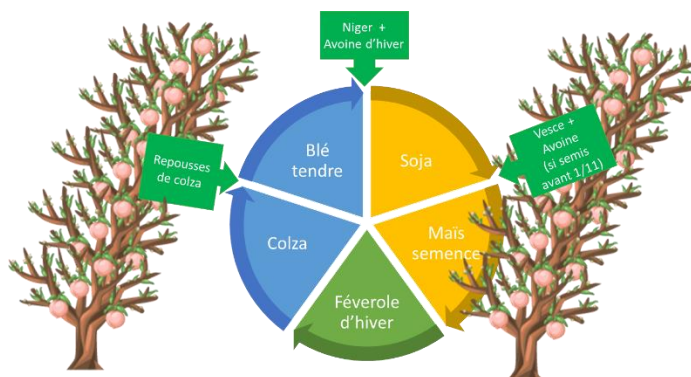 Niger +
Avoine d'hiver
Blé
tendre
Soja
Repousses
de colza
Vesce +
Avoine
(si semis
avant 1/11)
Colza
Maïs
semence
Féverole
d'hiver